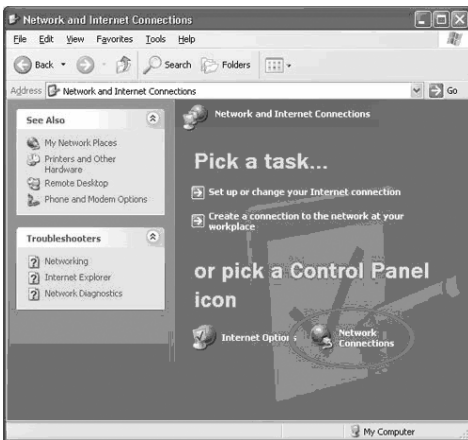 Network and Internet Connections
File Edit View Favorites Tools Help
Back Search Folders
Address Network and Internet Connections Go
See Also
My Network Places
Printers and Other
Hardware
Remote Desktop
Phone and Modem Options
Troubleshooters
Networking
Internet Explorer
Network Diagnostics
Network and Internet Connections
Pick a task...
Set up or change your Internet connection
Create a connection to the network at your
workplace
or pick a Control Panel
icon
Internet Options
Network
Connections
My Computer